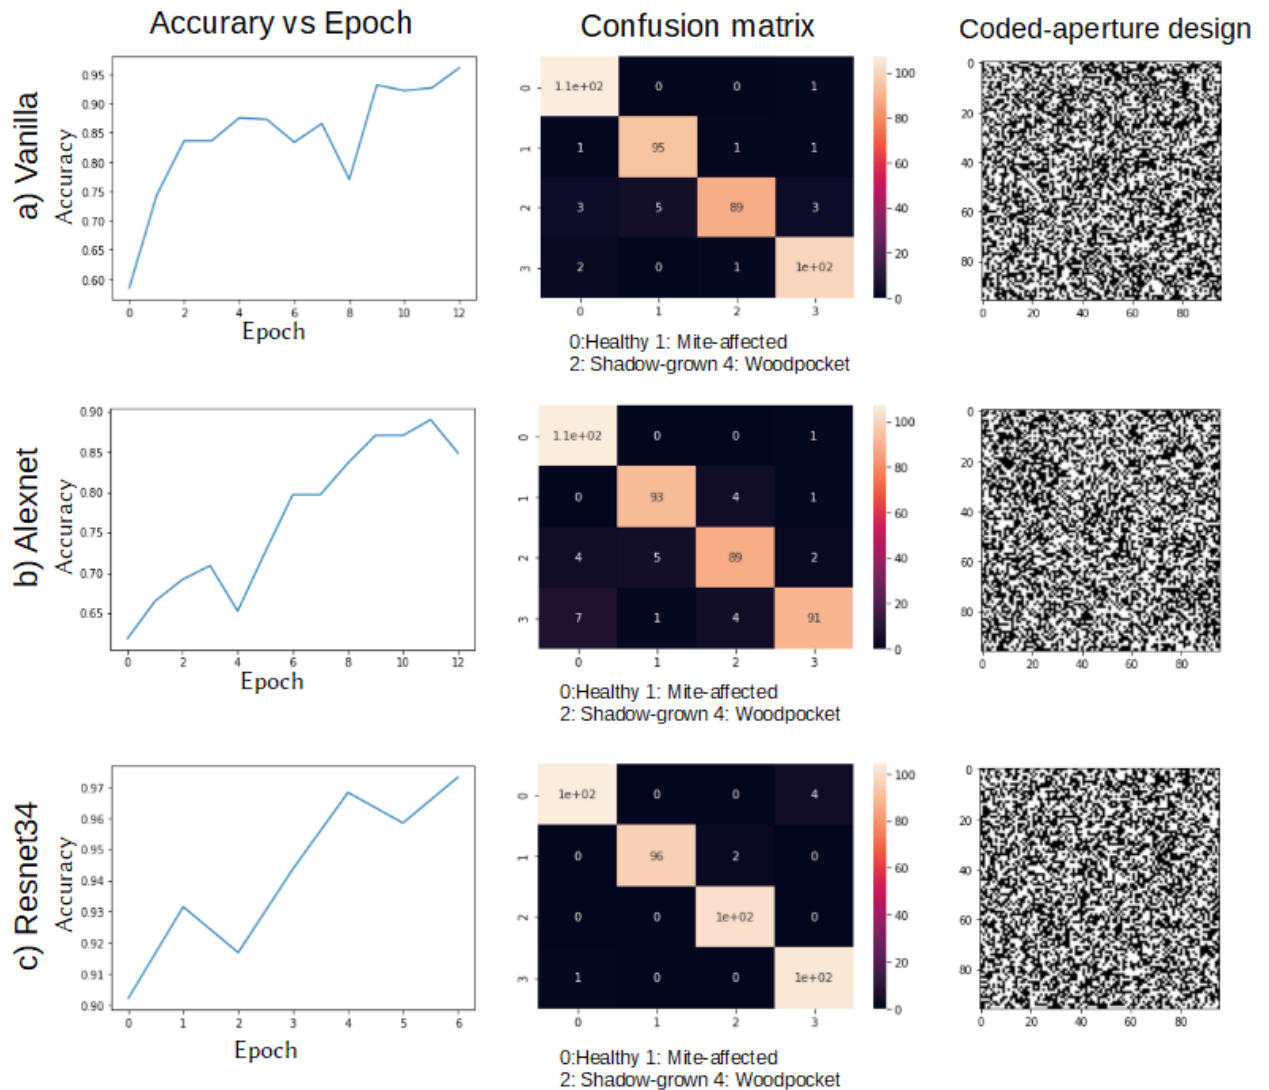 Accurary vs Epoch
Confusion matrix
Coded-aperture design
a) Vanilla
Accuracy
0.95
0.90
0.85
0.80
0.75
0.70
0.65
0.60
0 2 4 6 8 10 12
Epoch
0 1 2 3
1.1e+02 0 0 1
1 95 1 1
3 5 89 3
2 0 1 1e+02
0 1 2 3
100
80
60
40
20
0
0:Healthy 1: Mite-affected
2: Shadow-grown 4: Woodpocket
0
20
40
60
80
0 20 40 60 80
b) Alexnet
Accuracy
0.90
0.85
0.80
0.75
0.70
0.65
0 2 4 6 8 10 12
Epoch
0 1 2 3
1.1e+02 0 0 1
0 93 4 1
4 5 89 2
7 1 4 91
0 1 2 3
100
80
60
40
20
0
0:Healthy 1: Mite-affected
2: Shadow-grown 4: Woodpocket
0
20
40
60
80
0 20 40 60 80
c) Resnet34
Accuracy
0.97
0.96
0.95
0.94
0.93
0.92
0.91
0.90
0 1 2 3 4 5 6
Epoch
0 1 2 3
1e+02 0 0 4
0 96 2 0
0 0 1e+02 0
1 0 0 1e+02
0 1 2 3
100
80
60
40
20
0
0:Healthy 1: Mite-affected
2: Shadow-grown 4: Woodpocket
0
20
40
60
80
0 20 40 60 80